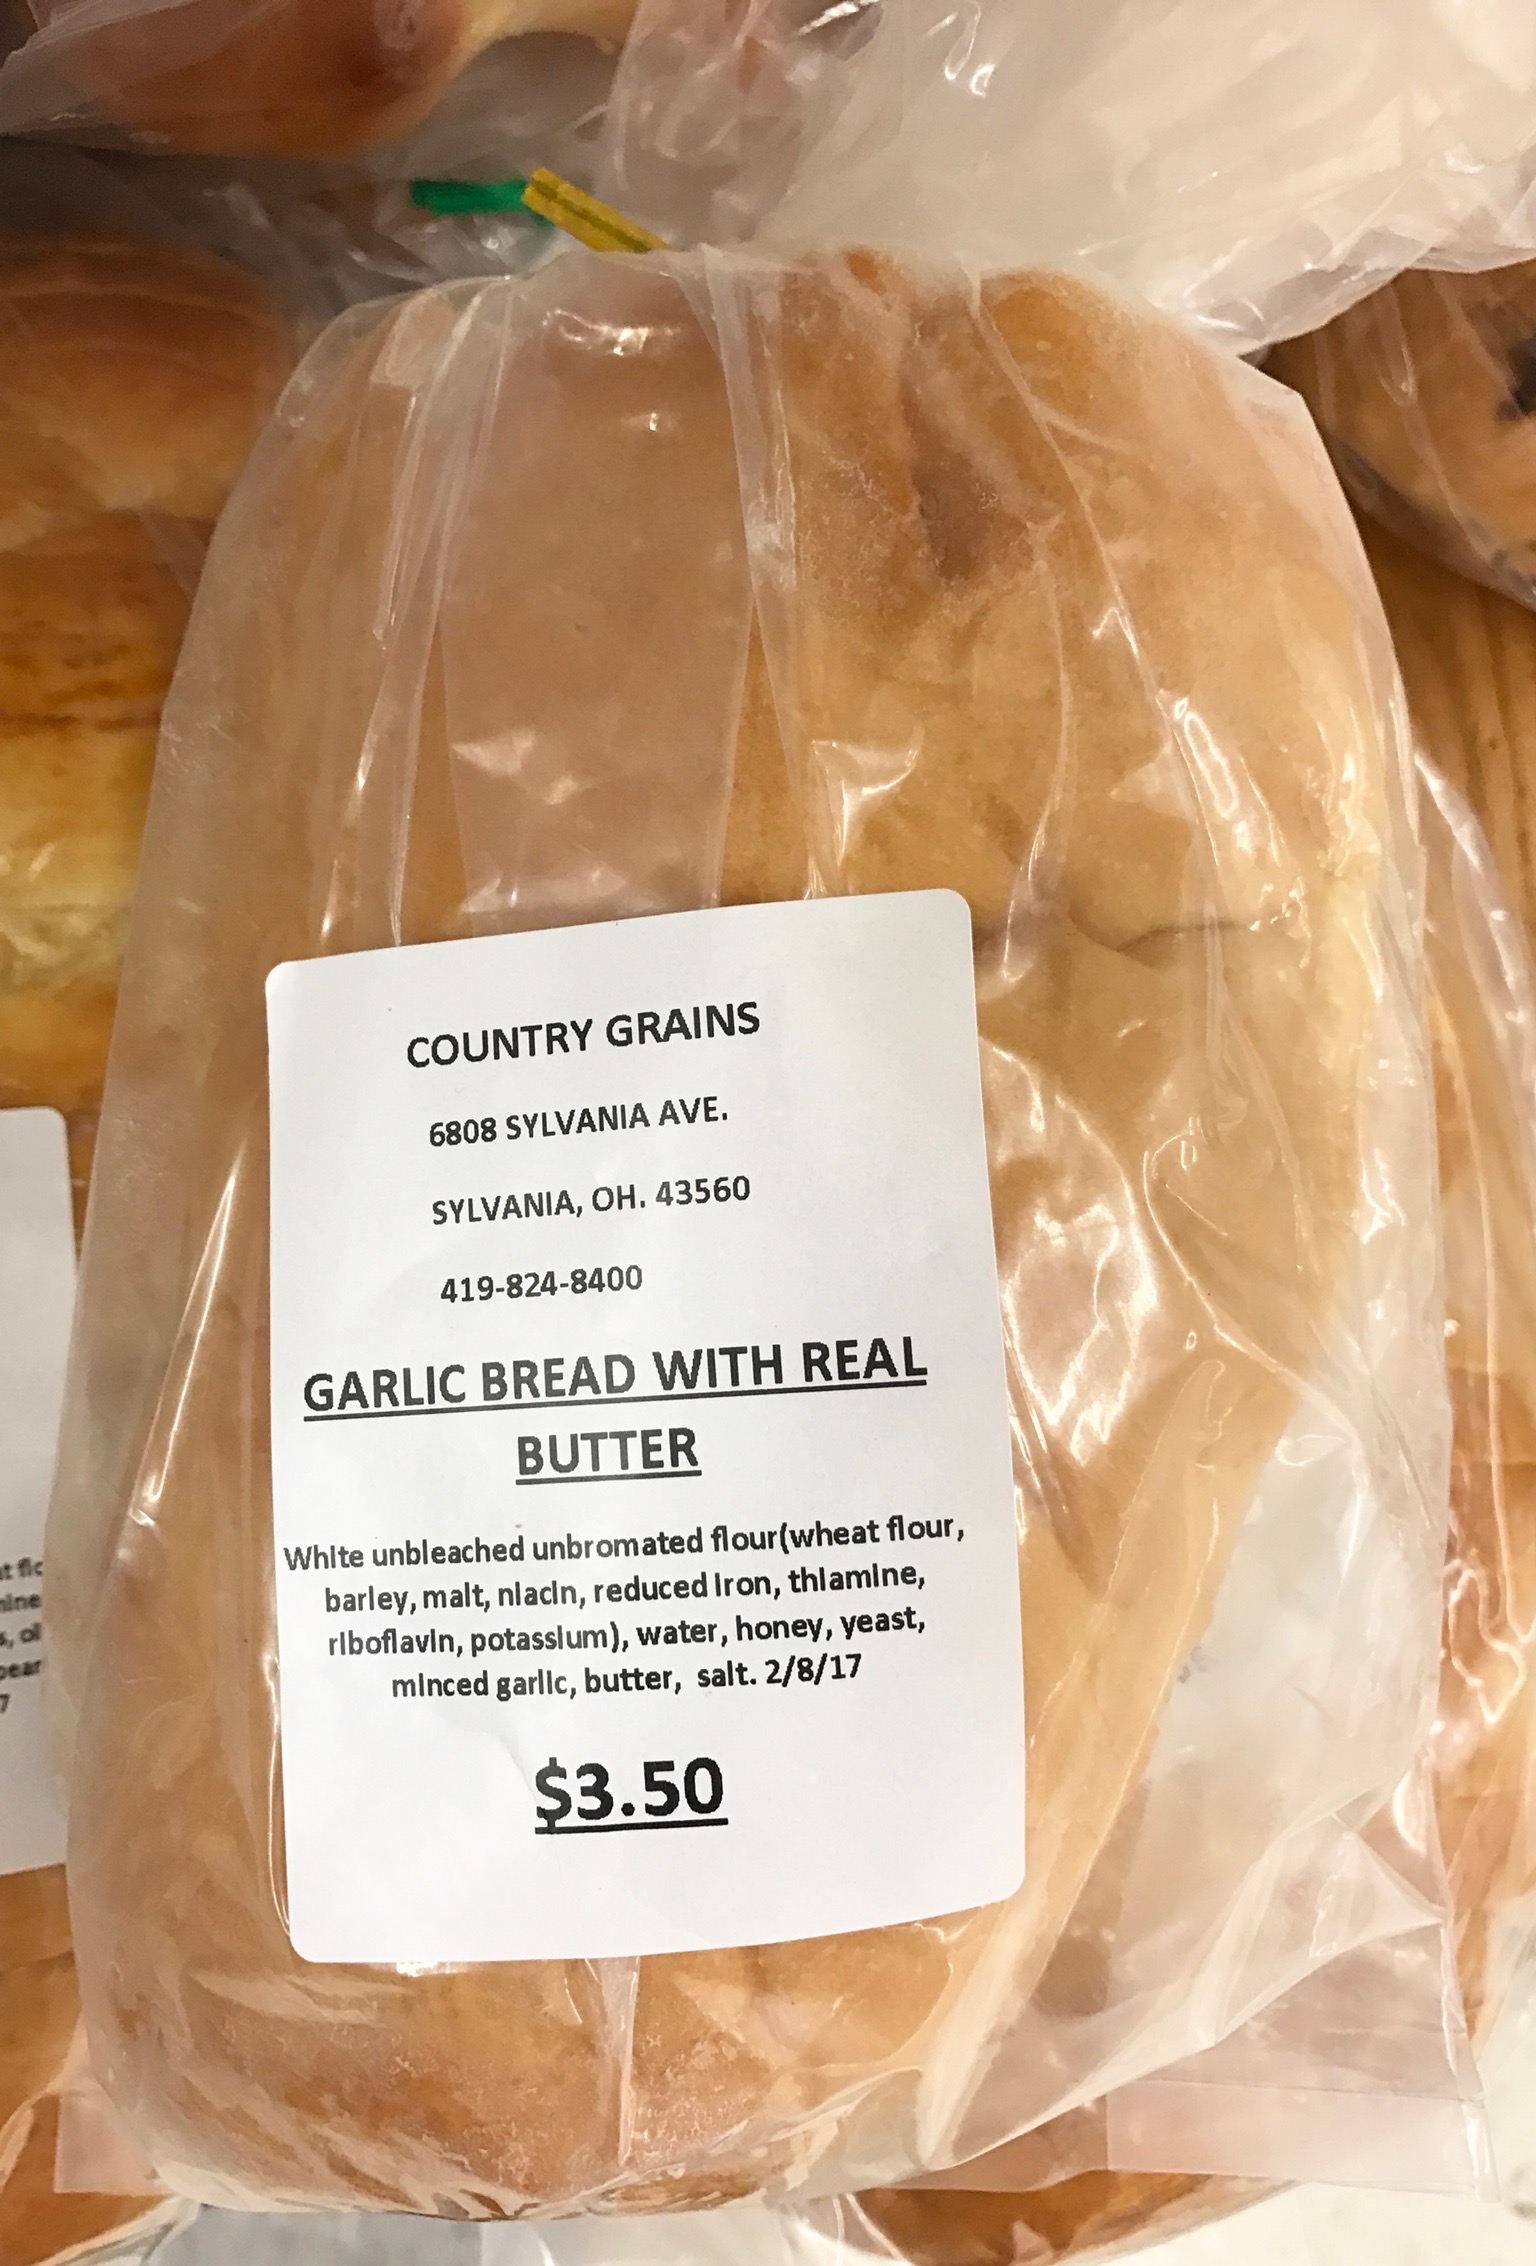 COUNTRY GRAINS
6808 SYLVANIA AVE.
SYLVANIA, OH. 43560
419-824-8400
GARLIC BREAD WITH REAL
BUTTER
White unbleached unbromated flour(wheat flour,
barley, malt, niacin, reduced iron, thiamine,
riboflavin, potassium), water, honey, yeast,
minced garlic, butter, salt. 2/8/17
$3.50